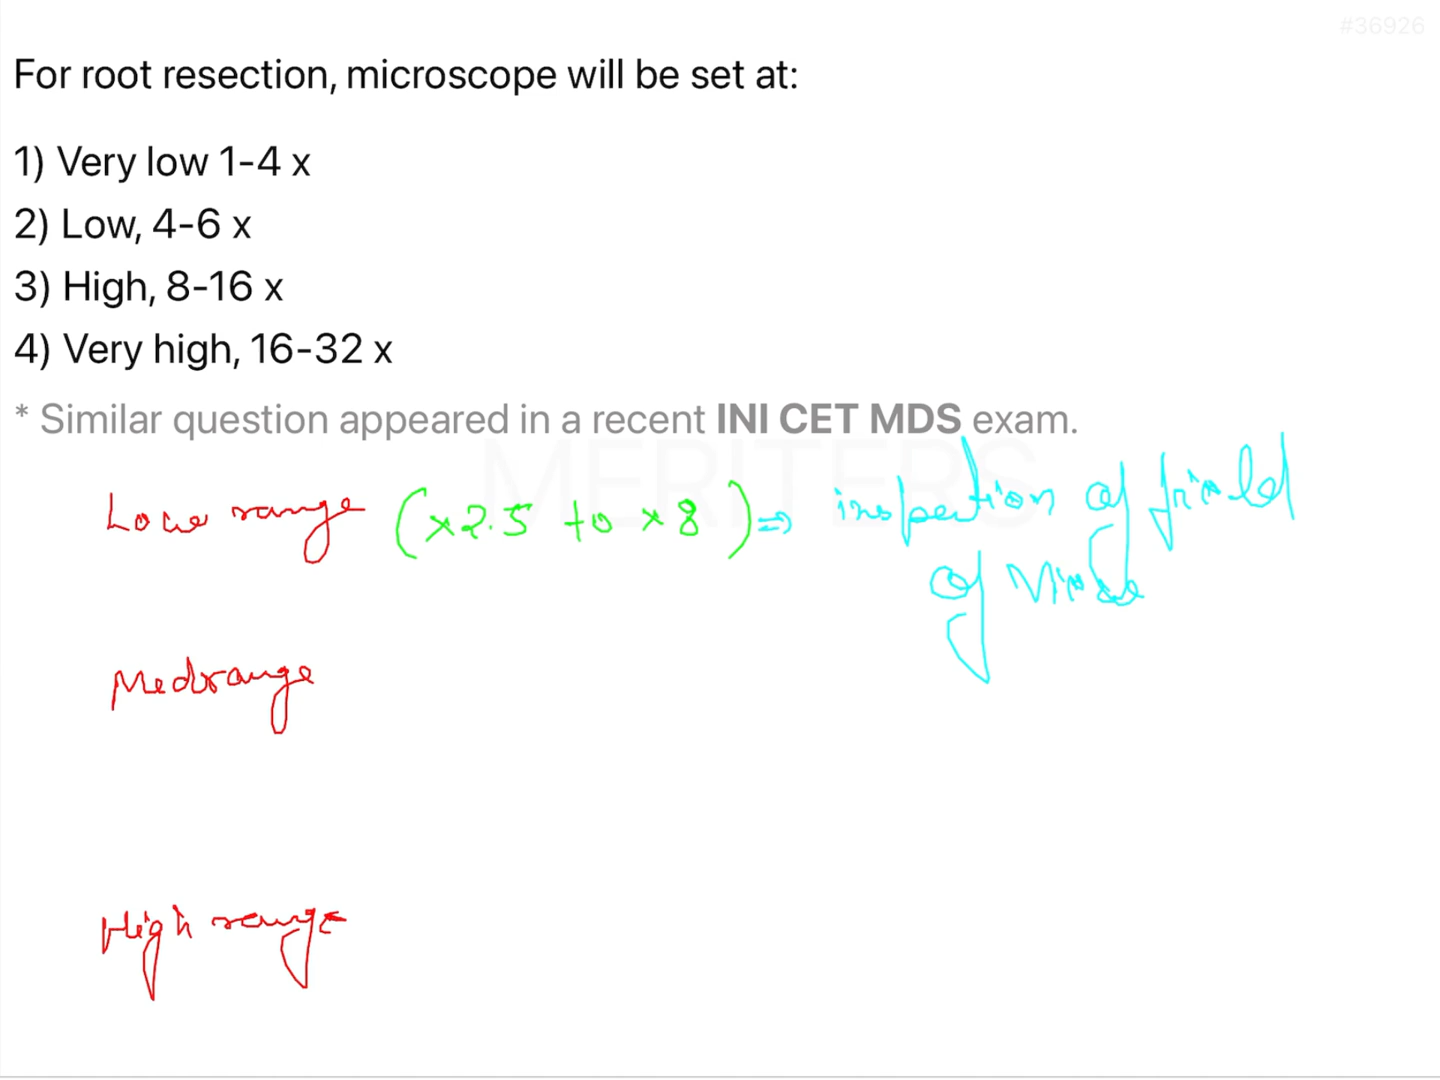 #36926
For root resection, microscope will be set at:
1) Very low 1-4 x
2) Low, 4-6 x
3) High, 8-16 x
4) Very high, 16-32 x
* Similar question appeared in a recent INI CET MDS exam.
MERITERS
Low range (x2.5 to x8) ⇒ inspection of field
of view
Medrange
High range